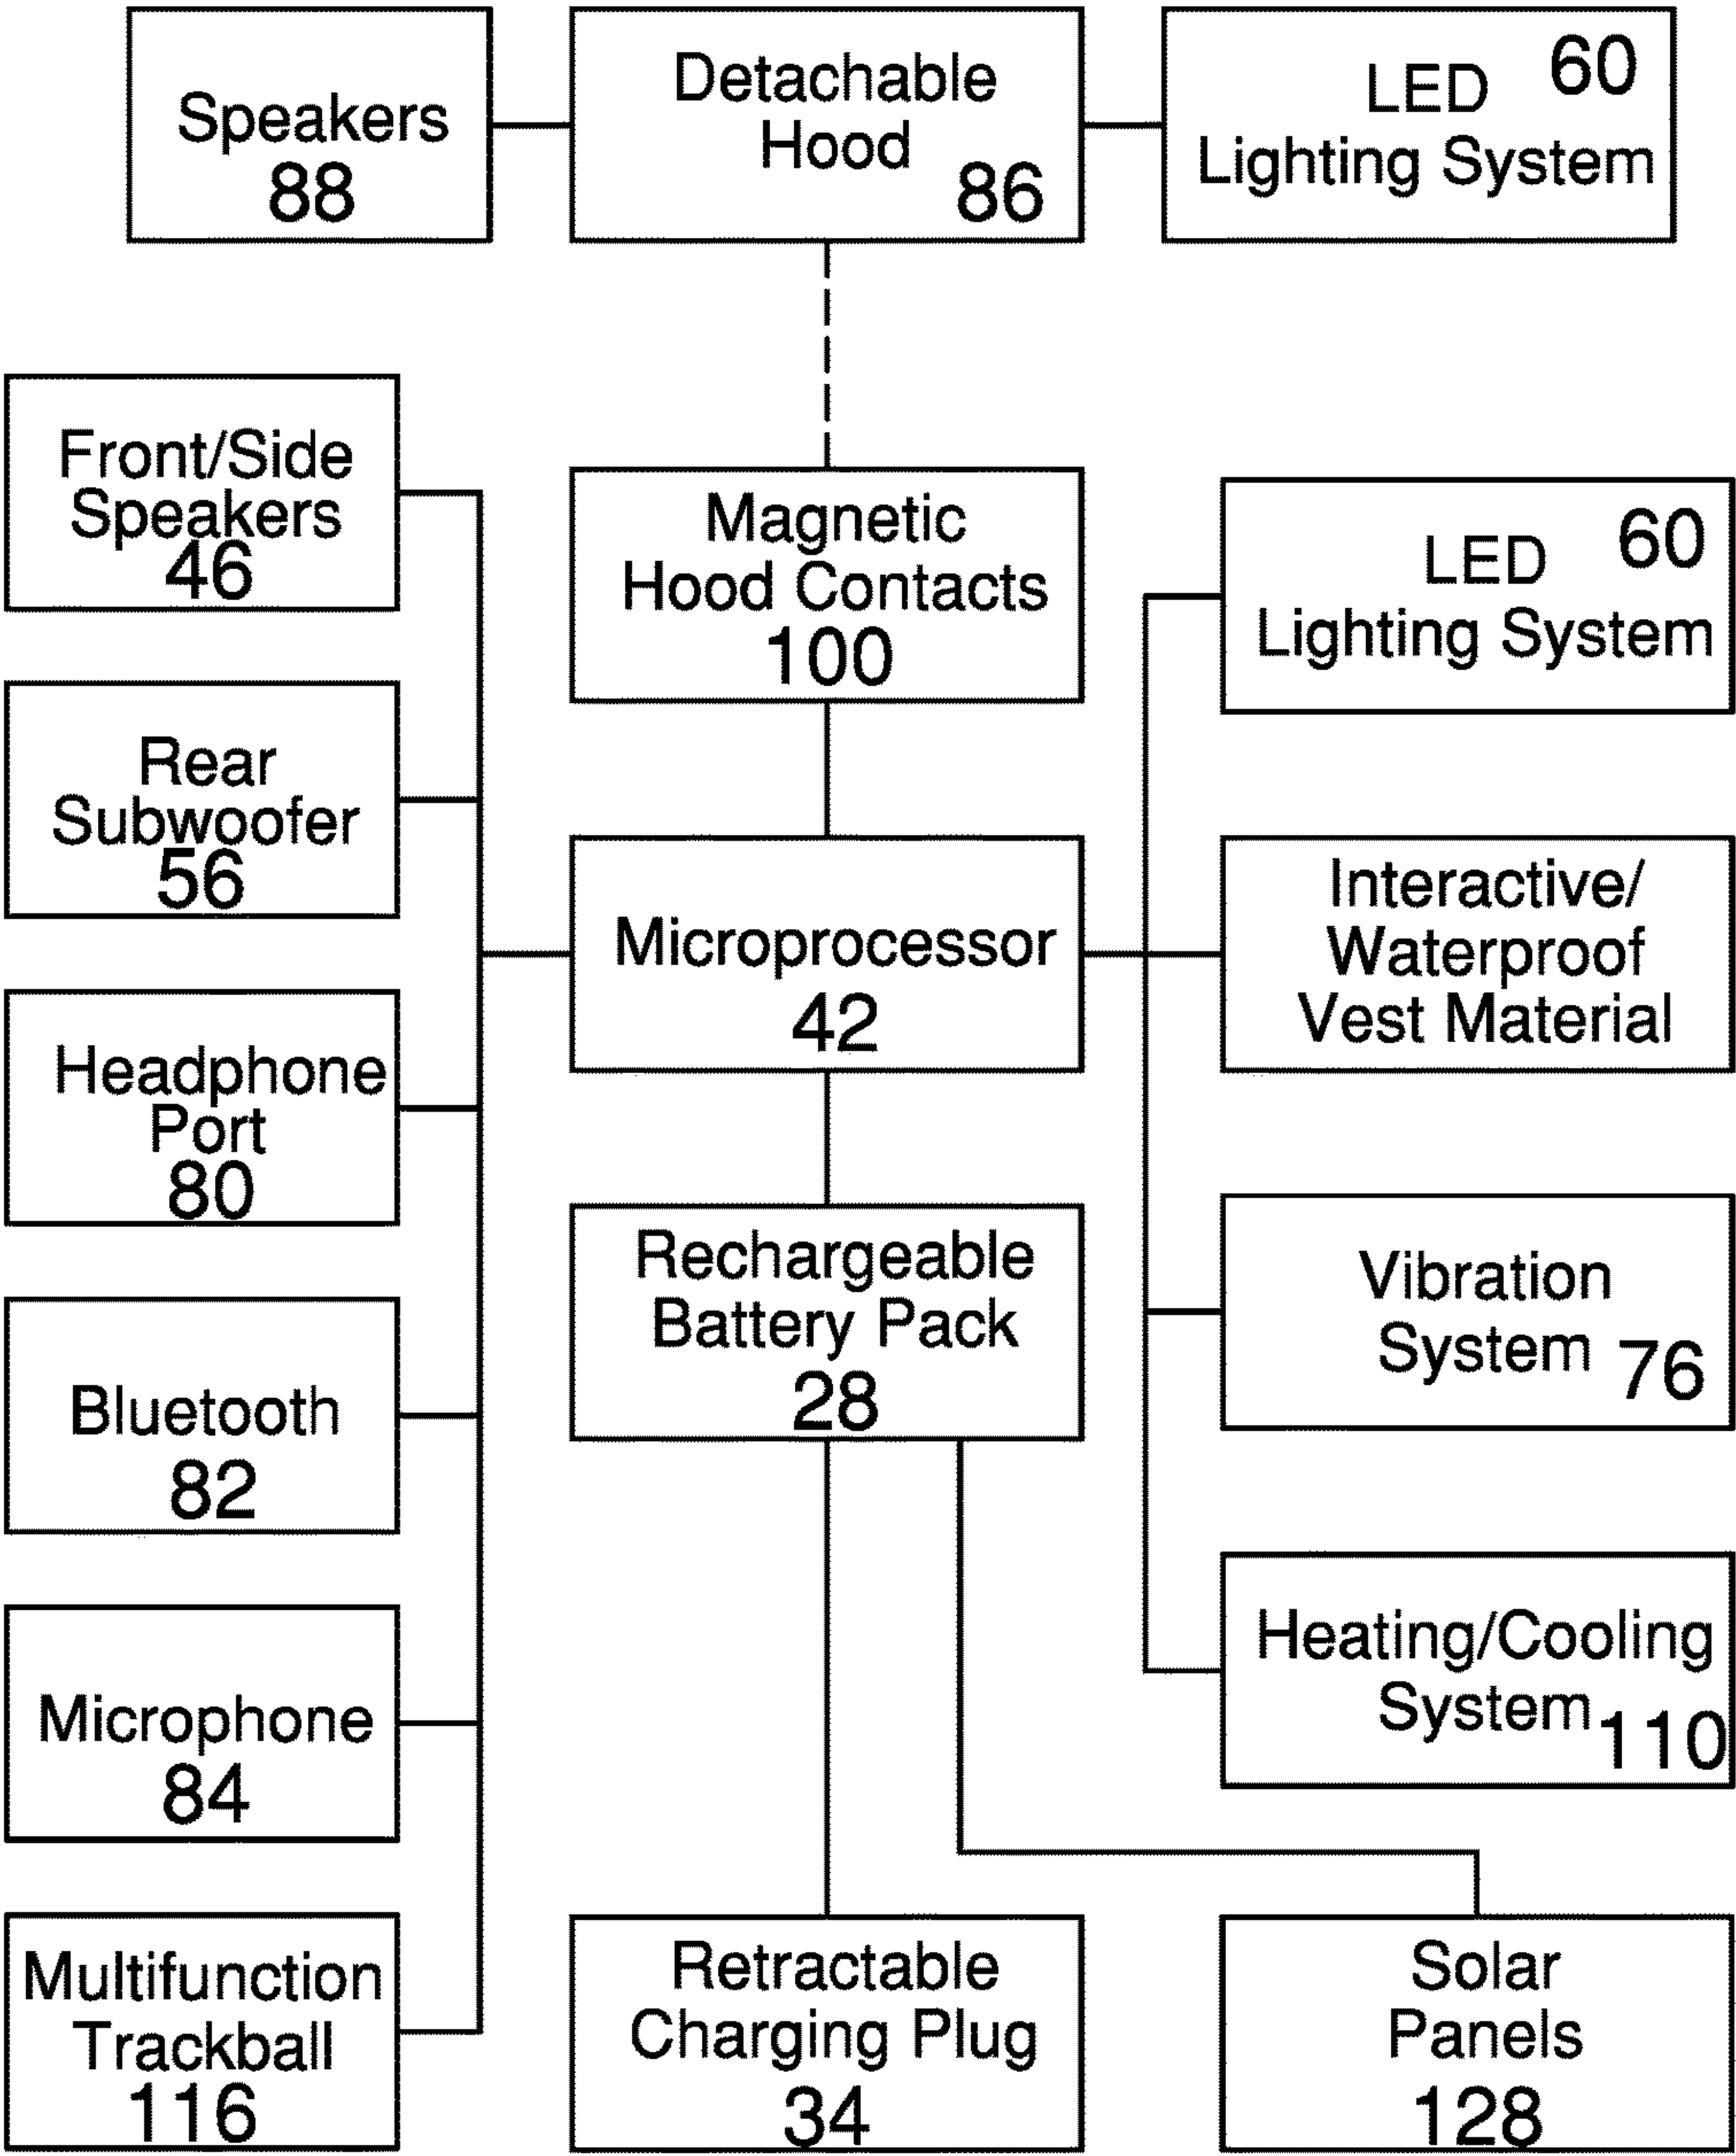 Speakers
88
Detachable
Hood
86
LED 60
Lighting System
Front/Side
Speakers
46
Magnetic
Hood Contacts
100
LED 60
Lighting System
Rear
Subwoofer
56
Microprocessor
42
Interactive/
Waterproof
Vest Material
Headphone
Port
80
Rechargeable
Battery Pack
28
Vibration
System 76
Bluetooth
82
Heating/Cooling
System 110
Microphone
84
Multifunction
Trackball
116
Retractable
Charging Plug
34
Solar
Panels
128